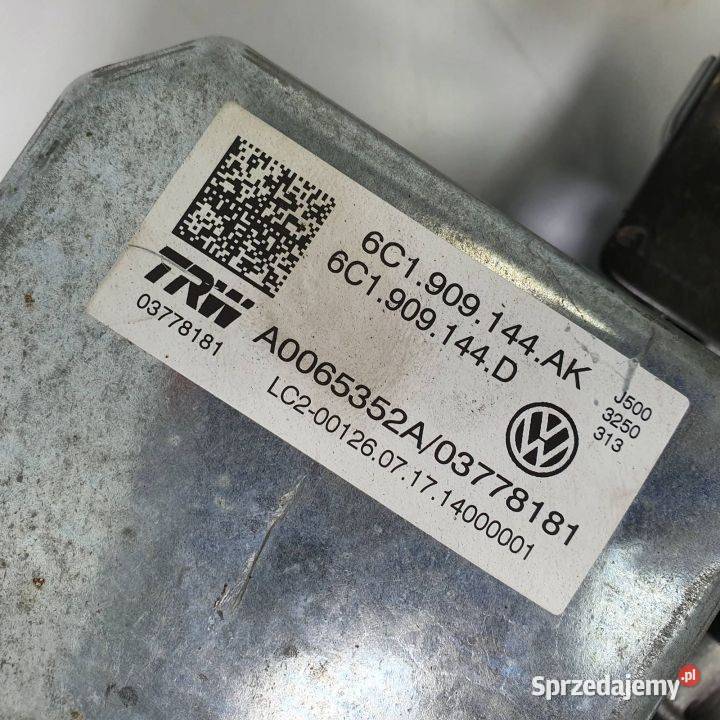 6C1.909.144.AK
6C1.909.144.D
TRW
03778181
A0065352A/03778181
LC2-00126.07.17.14000001
J500
3250
313
Sprzedajemy.pl